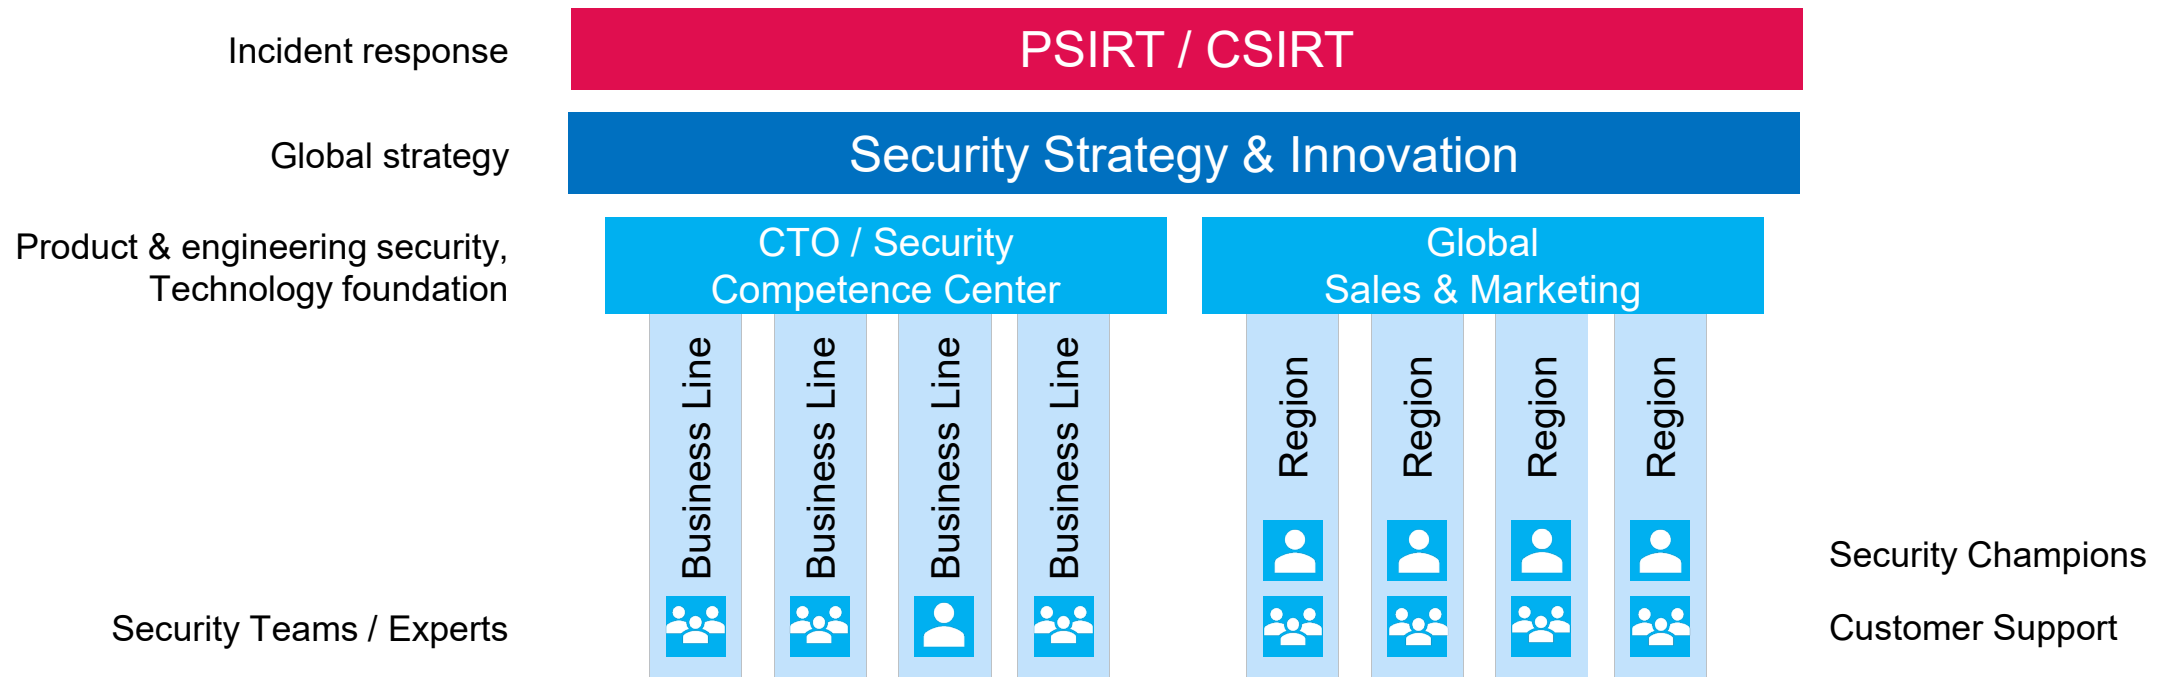 Incident response
PSIRT / CSIRT
Global strategy
Security Strategy & Innovation
Product & engineering security,
Technology foundation
CTO / Security
Competence Center
Global
Sales & Marketing
Business Line
Business Line
Business Line
Business Line
Region
Region
Region
Region
Security Champions
Security Teams / Experts
Customer Support